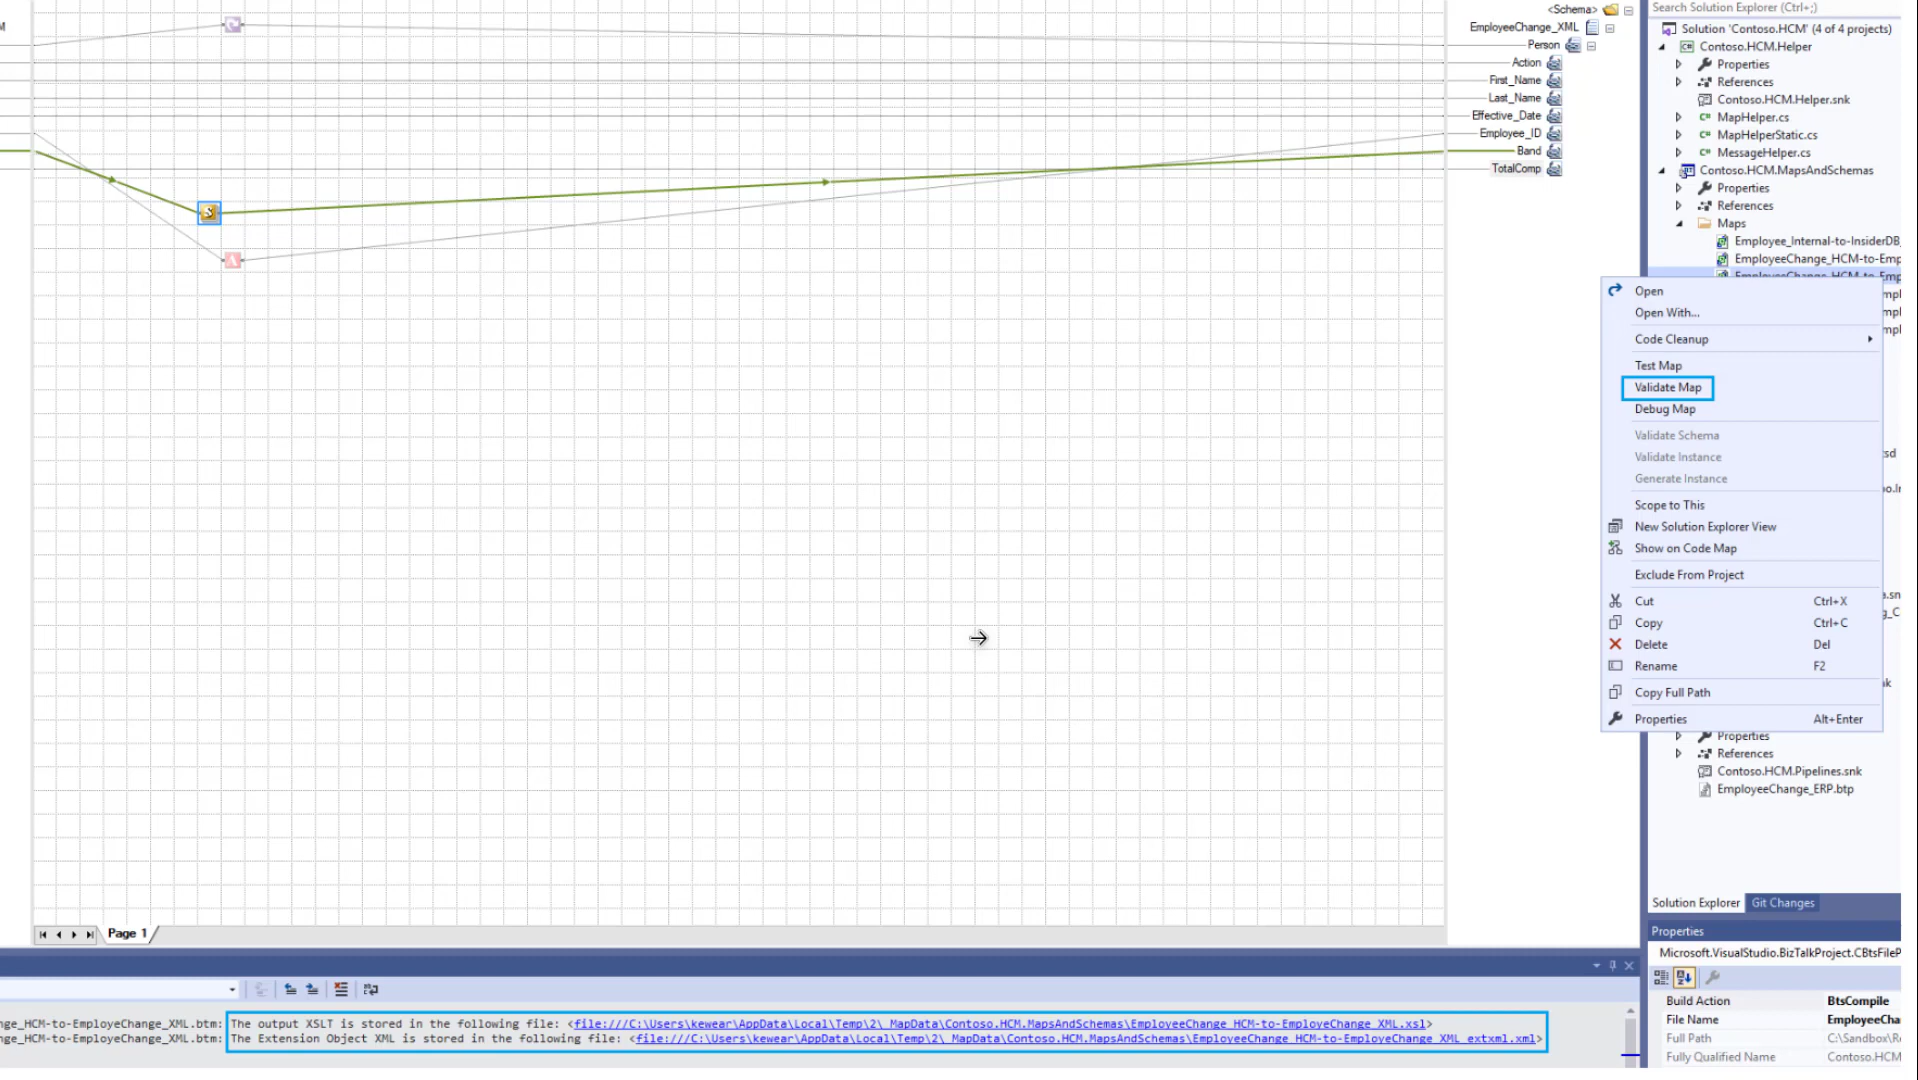 <Schema>
EmployeeChange_XML
Person
Action
First_Name
Last_Name
Effective_Date
Employee_ID
Band
TotalComp
Search Solution Explorer (Ctrl+;)
Solution 'Contoso.HCM' (4 of 4 projects)
Contoso.HCM.Helper
Properties
References
Contoso.HCM.Helper.snk
C# MapHelper.cs
C# MapHelperStatic.cs
C# MessageHelper.cs
Contoso.HCM.MapsAndSchemas
Properties
References
Maps
Employee_Internal-to-InsiderDB_
EmployeeChange_HCM-to-Emp
EmployeeChange_HCM-to-Emp
Open
Open With...
Code Cleanup
Test Map
Validate Map
Debug Map
Validate Schema
Validate Instance
Generate Instance
Scope to This
New Solution Explorer View
Show on Code Map
Exclude From Project
Cut Ctrl+X
Copy Ctrl+C
Delete Del
Rename F2
Copy Full Path
Properties Alt+Enter
Properties
References
Contoso.HCM.Pipelines.snk
EmployeeChange_ERP.btp
Solution Explorer Git Changes
Properties
Microsoft.VisualStudio.BizTalkProject.CBtsFileP
Build Action BtsCompile
File Name EmployeeCha
Full Path C:\Sandbox\R
Fully Qualified Name Contoso.HCM
Page 1
nge_HCM-to-EmployeChange_XML.btm: The output XSLT is stored in the following file: <file:///C:\Users\kewear\AppData\Local\Temp\2\_MapData\Contoso.HCM.MapsAndSchemas\EmployeeChange_HCM-to-EmployeChange_XML.xsl>
nge_HCM-to-EmployeChange_XML.btm: The Extension Object XML is stored in the following file: <file:///C:\Users\kewear\AppData\Local\Temp\2\_MapData\Contoso.HCM.MapsAndSchemas\EmployeeChange_HCM-to-EmployeChange_XML_extxml.xml>